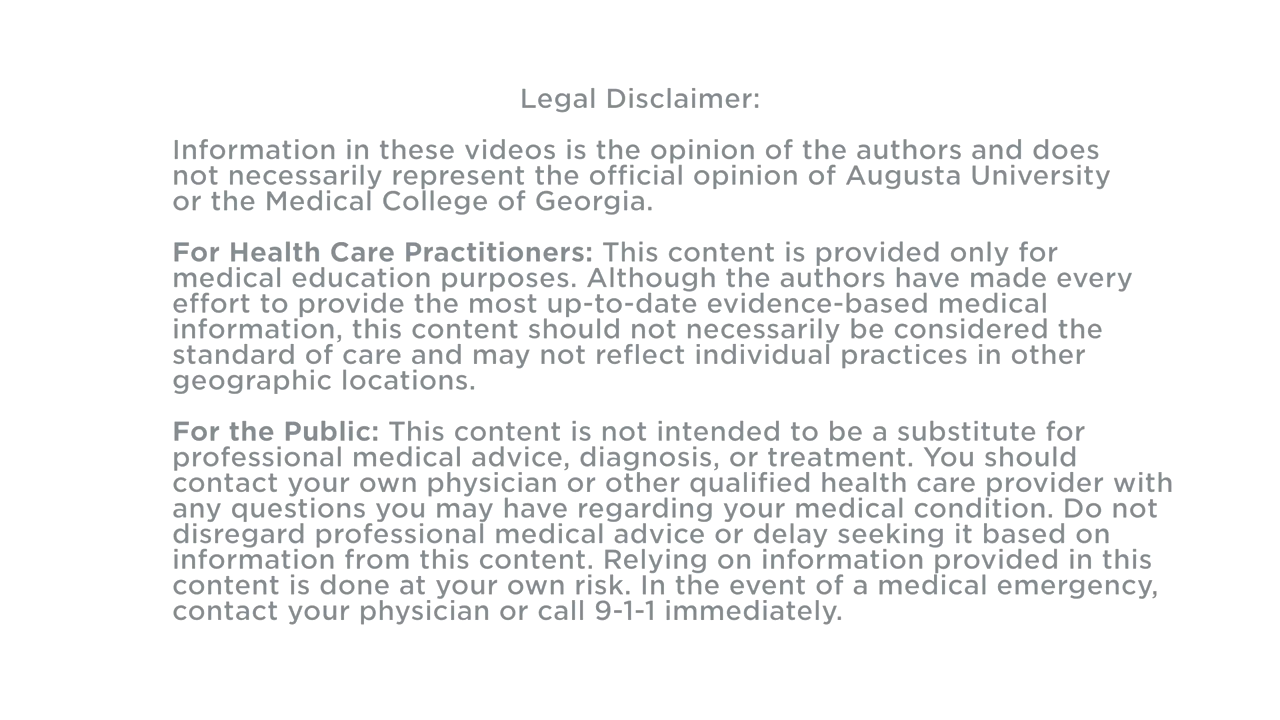 Legal Disclaimer:
Information in these videos is the opinion of the authors and does
not necessarily represent the official opinion of Augusta University
or the Medical College of Georgia.
For Health Care Practitioners: This content is provided only for
medical education purposes. Although the authors have made every
effort to provide the most up-to-date evidence-based medical
information, this content should not necessarily be considered the
standard of care and may not reflect individual practices in other
geographic locations.
For the Public: This content is not intended to be a substitute for
professional medical advice, diagnosis, or treatment. You should
contact your own physician or other qualified health care provider with
any questions you may have regarding your medical condition. Do not
disregard professional medical advice or delay seeking it based on
information from this content. Relying on information provided in this
content is done at your own risk. In the event of a medical emergency,
contact your physician or call 9-1-1 immediately.